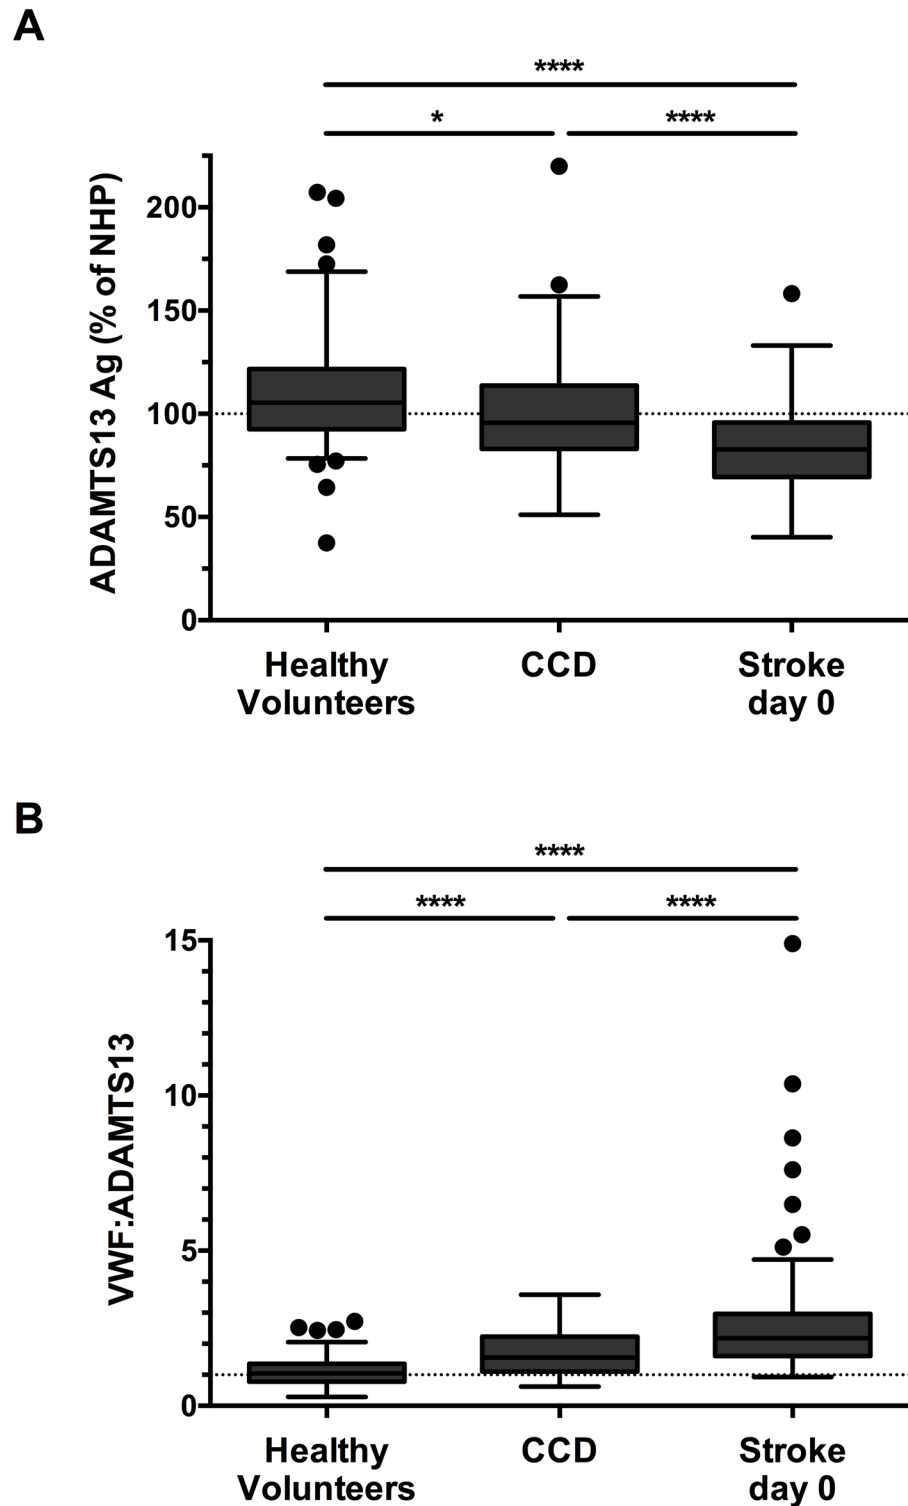 A
****
* ****
ADAMTS13 Ag (% of NHP)
200
150
100
50
0
Healthy Volunteers
CCD
Stroke day 0
B
****
**** ****
VWF:ADAMTS13
15
10
5
0
Healthy Volunteers
CCD
Stroke day 0